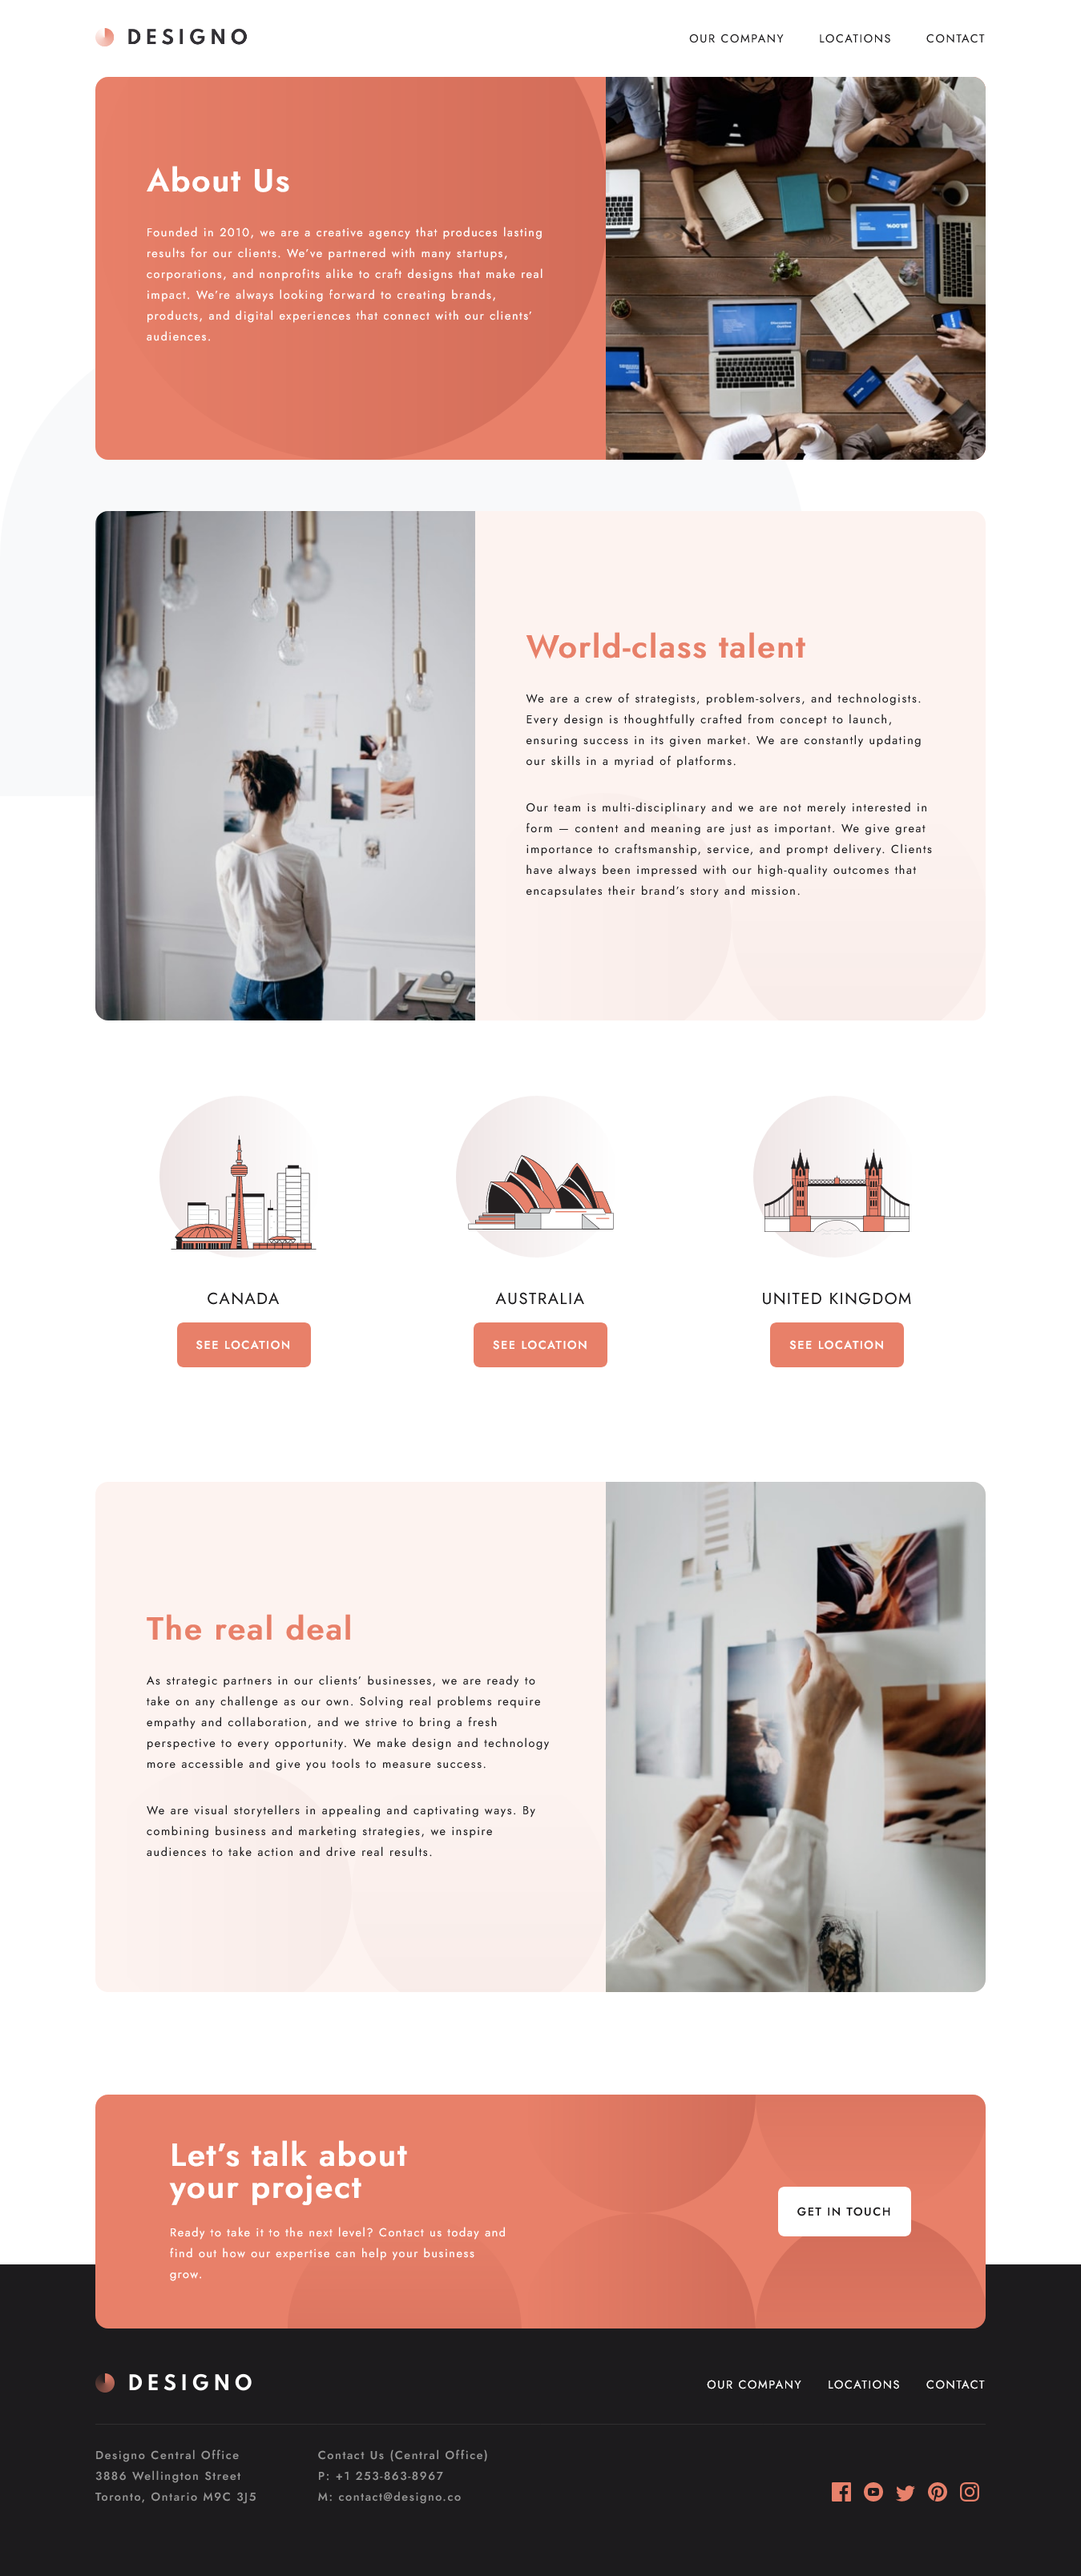 DESIGNO
OUR COMPANY
LOCATIONS
CONTACT
About Us
Founded in 2010, we are a creative agency that produces lasting
results for our clients. We’ve partnered with many startups,
corporations, and nonprofits alike to craft designs that make real
impact. We’re always looking forward to creating brands,
products, and digital experiences that connect with our clients’
audiences.
World-class talent
We are a crew of strategists, problem-solvers, and technologists.
Every design is thoughtfully crafted from concept to launch,
ensuring success in its given market. We are constantly updating
our skills in a myriad of platforms.
Our team is multi-disciplinary and we are not merely interested in
form — content and meaning are just as important. We give great
importance to craftsmanship, service, and prompt delivery. Clients
have always been impressed with our high-quality outcomes that
encapsulates their brand’s story and mission.
CANADA
SEE LOCATION
AUSTRALIA
SEE LOCATION
UNITED KINGDOM
SEE LOCATION
The real deal
As strategic partners in our clients’ businesses, we are ready to
take on any challenge as our own. Solving real problems require
empathy and collaboration, and we strive to bring a fresh
perspective to every opportunity. We make design and technology
more accessible and give you tools to measure success.
We are visual storytellers in appealing and captivating ways. By
combining business and marketing strategies, we inspire
audiences to take action and drive real results.
Let’s talk about
your project
Ready to take it to the next level? Contact us today and
find out how our expertise can help your business
grow.
GET IN TOUCH
DESIGNO
OUR COMPANY
LOCATIONS
CONTACT
Designo Central Office
3886 Wellington Street
Toronto, Ontario M9C 3J5
Contact Us (Central Office)
P: +1 253-863-8967
M: contact@designo.co